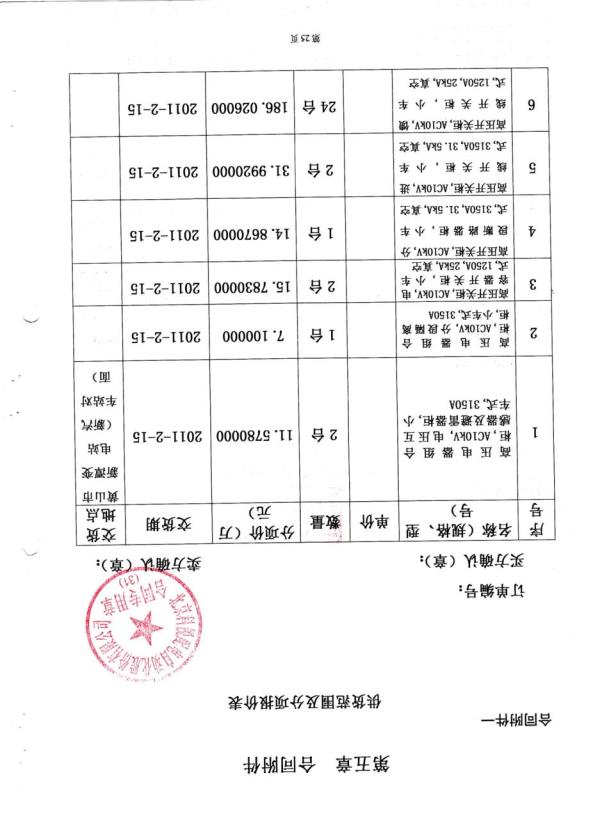 第五章 合同附件
合同附件一
供货范围及分项报价表
订单编号:
买方确认(章): 卖方确认(章):
北京科锐配电自动化股份有限公司
合同专用章
(31)
序号 名称(规格、型号) 单价 数量 分项价(万元) 交货期 交货地点
1 高压电器组合柜,AC10kV,电压互感器及避雷器柜,小车式,3150A 2台 11.5780000 2011-2-15 黄山市新潭变电站(新汽车站对面)
2 高压电器组合柜,AC10kV,分段隔离柜,小车式,3150A 1台 7.100000 2011-2-15
3 高压开关柜,AC10kV,电容器开关柜,小车式,1250A,25kA,真空 2台 15.7830000 2011-2-15
4 高压开关柜,AC10kV,分段断路器柜,小车式,3150A,31.5kA,真空 1台 14.8670000 2011-2-15
5 高压开关柜,AC10kV,进线开关柜,小车式,3150A,31.5kA,真空 2台 31.9920000 2011-2-15
6 高压开关柜,AC10kV,馈线开关柜,小车式,1250A,25kA,真空 24台 186.026000 2011-2-15
第25页